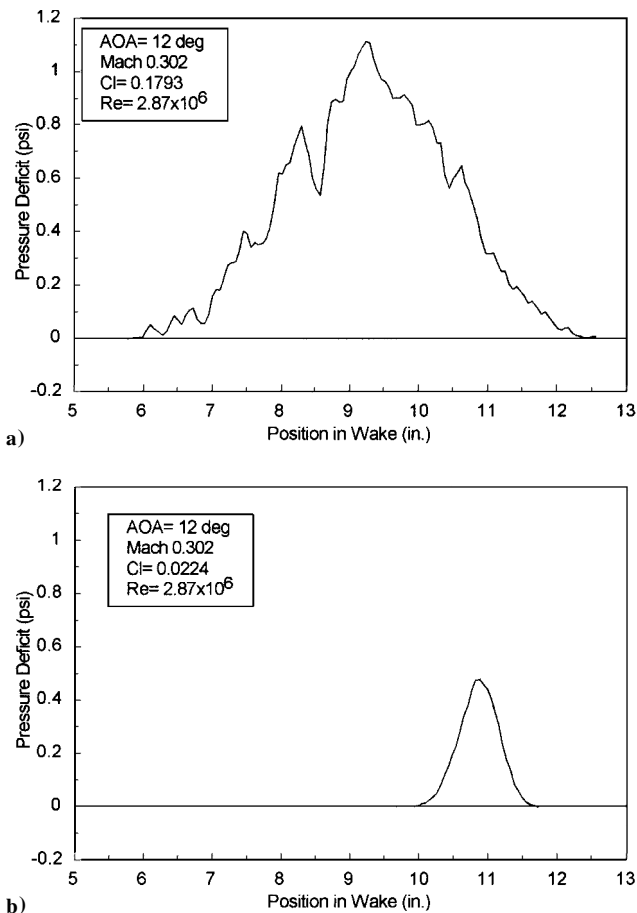 1.2
1
0.8
0.6
0.4
0.2
0
-0.2
Pressure Deficit (psi)
AOA= 12 deg
Mach 0.302
Cl= 0.1793
Re= 2.87x10⁶
5 6 7 8 9 10 11 12 13
Position in Wake (in.)
a)
1.2
1
0.8
0.6
0.4
0.2
0
-0.2
Pressure Deficit (psi)
AOA= 12 deg
Mach 0.302
Cl= 0.0224
Re= 2.87x10⁶
5 6 7 8 9 10 11 12 13
Position in Wake (in.)
b)